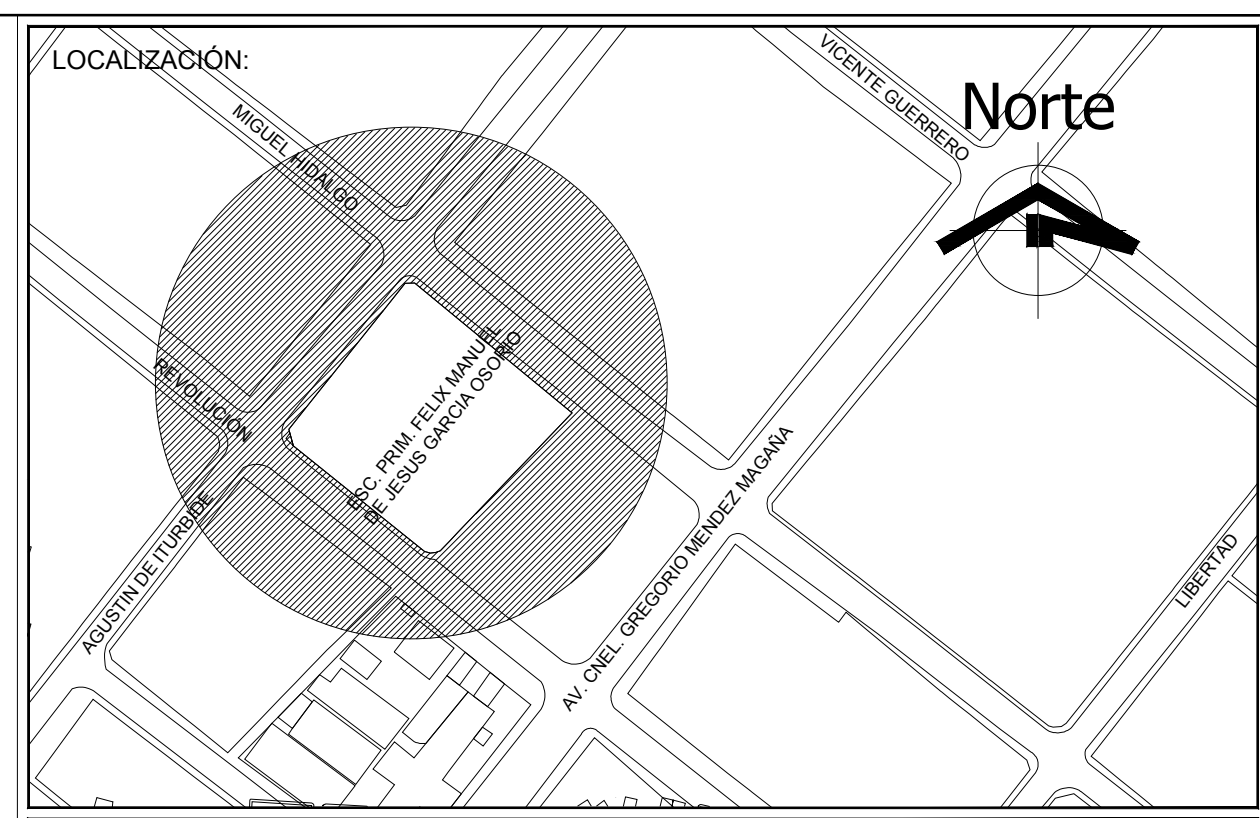 LOCALIZACIÓN:
MIGUEL HIDALGO
VICENTE GUERRERO
Norte
REVOLUCIÓN
ESC. PRIM. FELIX MANUEL
DE JESUS GARCIA OSORIO
AGUSTIN DE ITURBIDE
AV. CNEL. GREGORIO MENDEZ MAGAÑA
LIBERTAD